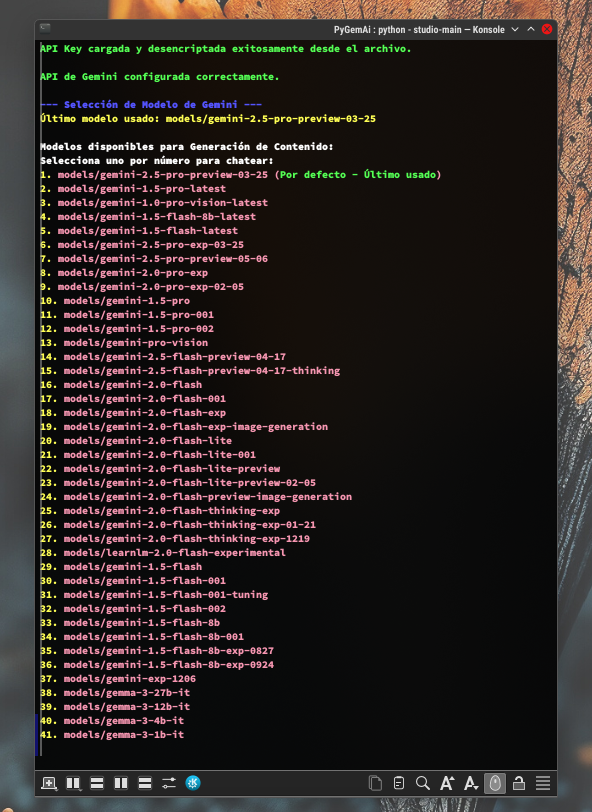 PyGemAi : python - studio-main — Konsole
API Key cargada y desencriptada exitosamente desde el archivo.
API de Gemini configurada correctamente.
--- Selección de Modelo de Gemini ---
Último modelo usado: models/gemini-2.5-pro-preview-03-25
Modelos disponibles para Generación de Contenido:
Selecciona uno por número para chatear:
1. models/gemini-2.5-pro-preview-03-25 (Por defecto - Último usado)
2. models/gemini-1.5-pro-latest
3. models/gemini-1.0-pro-vision-latest
4. models/gemini-1.5-flash-8b-latest
5. models/gemini-1.5-flash-latest
6. models/gemini-2.5-pro-exp-03-25
7. models/gemini-2.5-pro-preview-05-06
8. models/gemini-2.0-pro-exp
9. models/gemini-2.0-pro-exp-02-05
10. models/gemini-1.5-pro
11. models/gemini-1.5-pro-001
12. models/gemini-1.5-pro-002
13. models/gemini-pro-vision
14. models/gemini-2.5-flash-preview-04-17
15. models/gemini-2.5-flash-preview-04-17-thinking
16. models/gemini-2.0-flash
17. models/gemini-2.0-flash-001
18. models/gemini-2.0-flash-exp
19. models/gemini-2.0-flash-exp-image-generation
20. models/gemini-2.0-flash-lite
21. models/gemini-2.0-flash-lite-001
22. models/gemini-2.0-flash-lite-preview
23. models/gemini-2.0-flash-lite-preview-02-05
24. models/gemini-2.0-flash-preview-image-generation
25. models/gemini-2.0-flash-thinking-exp
26. models/gemini-2.0-flash-thinking-exp-01-21
27. models/gemini-2.0-flash-thinking-exp-1219
28. models/learnlm-2.0-flash-experimental
29. models/gemini-1.5-flash
30. models/gemini-1.5-flash-001
31. models/gemini-1.5-flash-001-tuning
32. models/gemini-1.5-flash-002
33. models/gemini-1.5-flash-8b
34. models/gemini-1.5-flash-8b-001
35. models/gemini-1.5-flash-8b-exp-0827
36. models/gemini-1.5-flash-8b-exp-0924
37. models/gemini-exp-1206
38. models/gemma-3-27b-it
39. models/gemma-3-12b-it
40. models/gemma-3-4b-it
41. models/gemma-3-1b-it